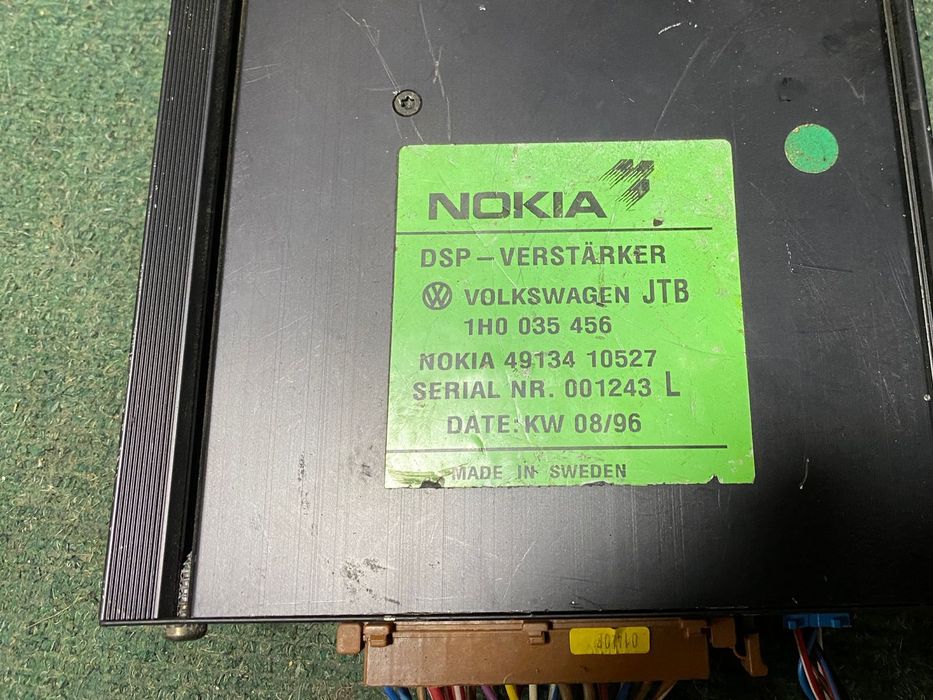 NOKIA
DSP - VERSTÄRKER
VOLKSWAGEN JTB
1H0 035 456
NOKIA 49134 10527
SERIAL NR. 001243 L
DATE: KW 08/96
MADE IN SWEDEN